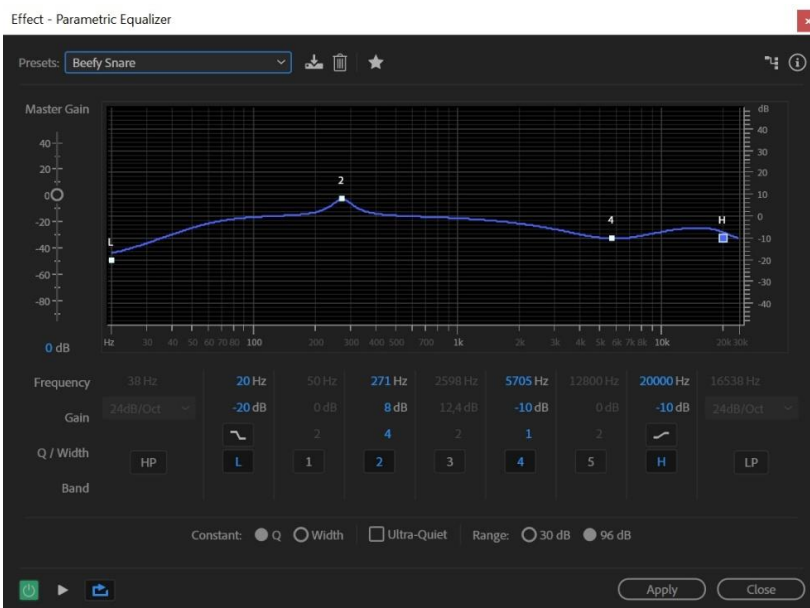 Effect - Parametric Equalizer
Presets: Beefy Snare
Master Gain
dB
40
20
0
-20
-40
-60
-80
0 dB
40
30
20
10
0
-10
-20
-30
-40
L
2
4
H
Hz 30 40 50 60 70 80 100 200 300 400 500 700 1k 2k 3k 4k 5k 6k 7k 8k 10k 20k 30k
Frequency 38 Hz 20 Hz 50 Hz 271 Hz 2598 Hz 5705 Hz 12800 Hz 20000 Hz 16538 Hz
Gain 24dB/Oct -20 dB 0 dB 8 dB 12,4 dB -10 dB 0 dB -10 dB 24dB/Oct
Q / Width 2 4 2 1 2
Band HP L 1 2 3 4 5 H LP
Constant: Q Width Ultra-Quiet Range: 30 dB 96 dB
Apply Close